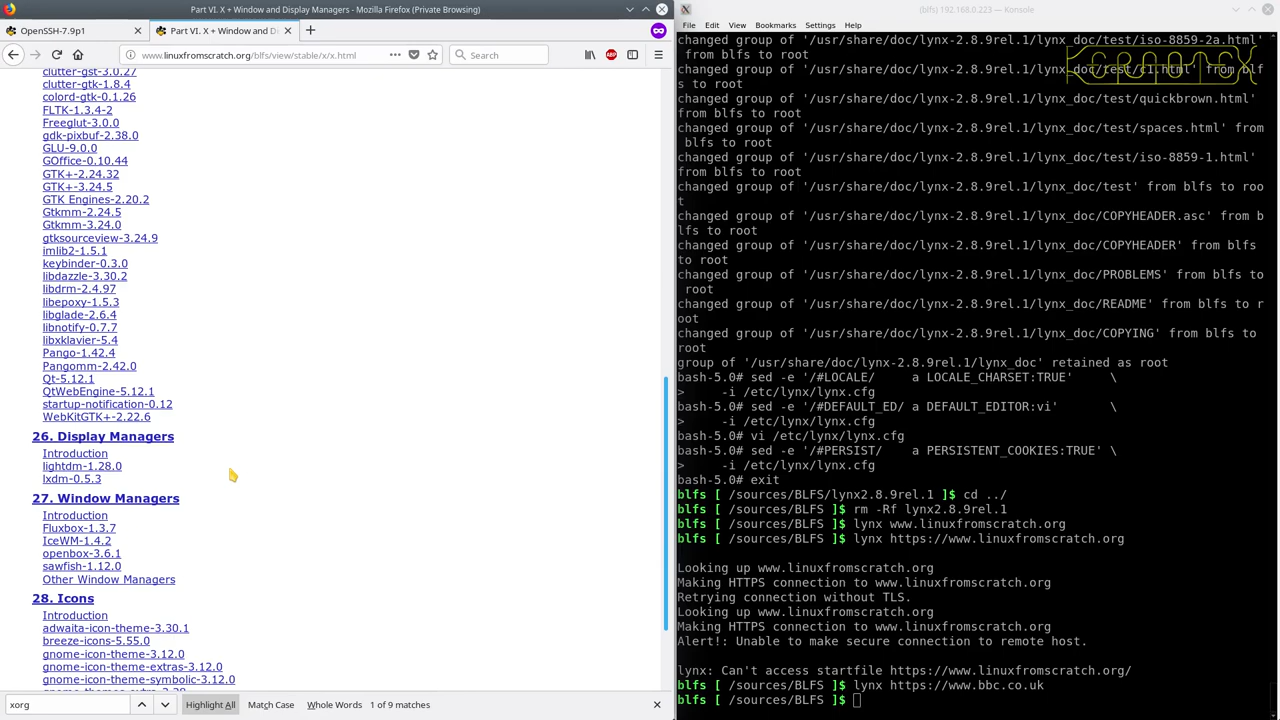 Part VI. X + Window and Display Managers - Mozilla Firefox (Private Browsing)
OpenSSH-7.9p1
Part VI. X + Window and Di
www.linuxfromscratch.org/blfs/view/stable/x/x.html
Search
clutter-gst-3.0.27
clutter-gtk-1.8.4
colord-gtk-0.1.26
FLTK-1.3.4-2
Freeglut-3.0.0
gdk-pixbuf-2.38.0
GLU-9.0.0
GOffice-0.10.44
GTK+-2.24.32
GTK+-3.24.5
GTK Engines-2.20.2
Gtkmm-2.24.5
Gtkmm-3.24.0
gtksourceview-3.24.9
imlib2-1.5.1
keybinder-0.3.0
libdazzle-3.30.2
libdrm-2.4.97
libepoxy-1.5.3
libglade-2.6.4
libnotify-0.7.7
libxklavier-5.4
Pango-1.42.4
Pangomm-2.42.0
Qt-5.12.1
QtWebEngine-5.12.1
startup-notification-0.12
WebKitGTK+-2.22.6
26. Display Managers
Introduction
lightdm-1.28.0
lxdm-0.5.3
27. Window Managers
Introduction
Fluxbox-1.3.7
IceWM-1.4.2
openbox-3.6.1
sawfish-1.12.0
Other Window Managers
28. Icons
Introduction
adwaita-icon-theme-3.30.1
breeze-icons-5.55.0
gnome-icon-theme-3.12.0
gnome-icon-theme-extras-3.12.0
gnome-icon-theme-symbolic-3.12.0
xorg
Highlight All
Match Case
Whole Words
1 of 9 matches
(blfs) 192.168.0.223 — Konsole
File Edit View Bookmarks Settings Help
changed group of '/usr/share/doc/lynx-2.8.9rel.1/lynx_doc/test/iso-8859-2a.html'
 from blfs to root
changed group of '/usr/share/doc/lynx-2.8.9rel.1/lynx_doc/test/c1.html' from blf
s to root
changed group of '/usr/share/doc/lynx-2.8.9rel.1/lynx_doc/test/quickbrown.html'
from blfs to root
changed group of '/usr/share/doc/lynx-2.8.9rel.1/lynx_doc/test/spaces.html' from
 blfs to root
changed group of '/usr/share/doc/lynx-2.8.9rel.1/lynx_doc/test/iso-8859-1.html'
from blfs to root
changed group of '/usr/share/doc/lynx-2.8.9rel.1/lynx_doc/test' from blfs to roo
t
changed group of '/usr/share/doc/lynx-2.8.9rel.1/lynx_doc/COPYHEADER.asc' from b
lfs to root
changed group of '/usr/share/doc/lynx-2.8.9rel.1/lynx_doc/COPYHEADER' from blfs
to root
changed group of '/usr/share/doc/lynx-2.8.9rel.1/lynx_doc/PROBLEMS' from blfs to
 root
changed group of '/usr/share/doc/lynx-2.8.9rel.1/lynx_doc/README' from blfs to r
oot
changed group of '/usr/share/doc/lynx-2.8.9rel.1/lynx_doc/COPYING' from blfs to
root
group of '/usr/share/doc/lynx-2.8.9rel.1/lynx_doc' retained as root
bash-5.0# sed -e '/#LOCALE/     a LOCALE_CHARSET:TRUE'     \
>     -i /etc/lynx/lynx.cfg
bash-5.0# sed -e '/#DEFAULT_ED/ a DEFAULT_EDITOR:vi'       \
>     -i /etc/lynx/lynx.cfg
bash-5.0# vi /etc/lynx/lynx.cfg
bash-5.0# sed -e '/#PERSIST/    a PERSISTENT_COOKIES:TRUE' \
>     -i /etc/lynx/lynx.cfg
bash-5.0# exit
blfs [ /sources/BLFS/lynx2.8.9rel.1 ]$ cd ../
blfs [ /sources/BLFS ]$ rm -Rf lynx2.8.9rel.1
blfs [ /sources/BLFS ]$ lynx www.linuxfromscratch.org
blfs [ /sources/BLFS ]$ lynx https://www.linuxfromscratch.org
Looking up www.linuxfromscratch.org
Making HTTPS connection to www.linuxfromscratch.org
Retrying connection without TLS.
Looking up www.linuxfromscratch.org
Making HTTPS connection to www.linuxfromscratch.org
Alert!: Unable to make secure connection to remote host.
lynx: Can't access startfile https://www.linuxfromscratch.org/
blfs [ /sources/BLFS ]$ lynx https://www.bbc.co.uk
blfs [ /sources/BLFS ]$